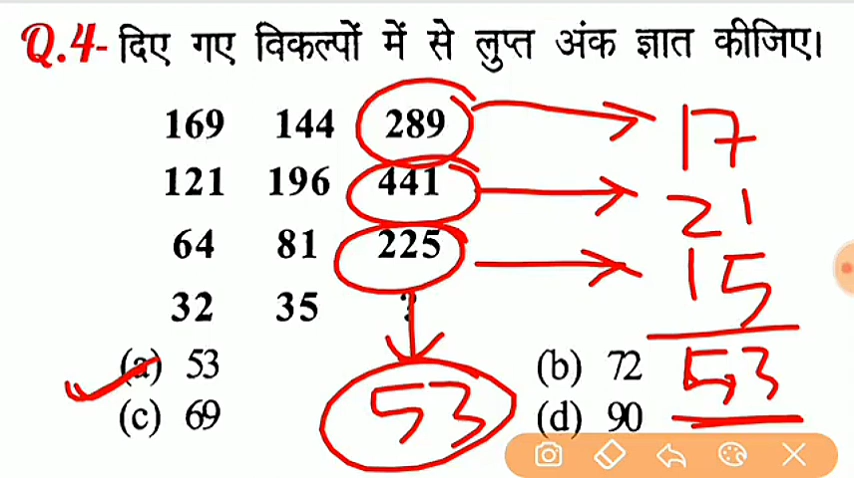 Q.4- दिए गए विकल्पों में से लुप्त अंक ज्ञात कीजिए।
169 144 289 17
121 196 441 21
64 81 225 15
32 35 ? 53
(a) 53 (b) 72
(c) 69 53 (d) 90